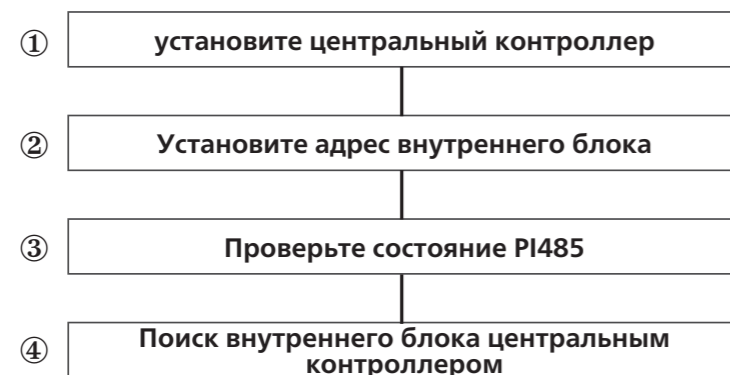 ① установите центральный контроллер
② Установите адрес внутреннего блока
③ Проверьте состояние PI485
④ Поиск внутреннего блока центральным
контроллером